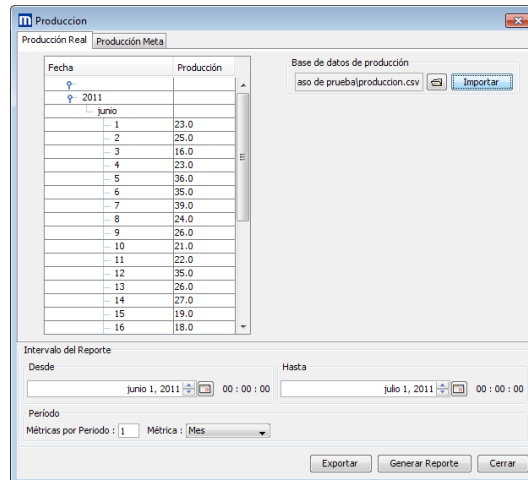 Produccion
Producción Real Producción Meta
Fecha Producción
2011
junio
1 23.0
2 25.0
3 16.0
4 23.0
5 36.0
6 35.0
7 39.0
8 24.0
9 26.0
10 21.0
11 22.0
12 35.0
13 26.0
14 27.0
15 19.0
16 18.0
Base de datos de producción
aso de prueba\produccion.csv Importar
Intervalo del Reporte
Desde
junio 1, 2011 00 : 00 : 00
Hasta
julio 1, 2011 00 : 00 : 00
Período
Métricas por Periodo : 1 Métrica : Mes
Exportar Generar Reporte Cerrar